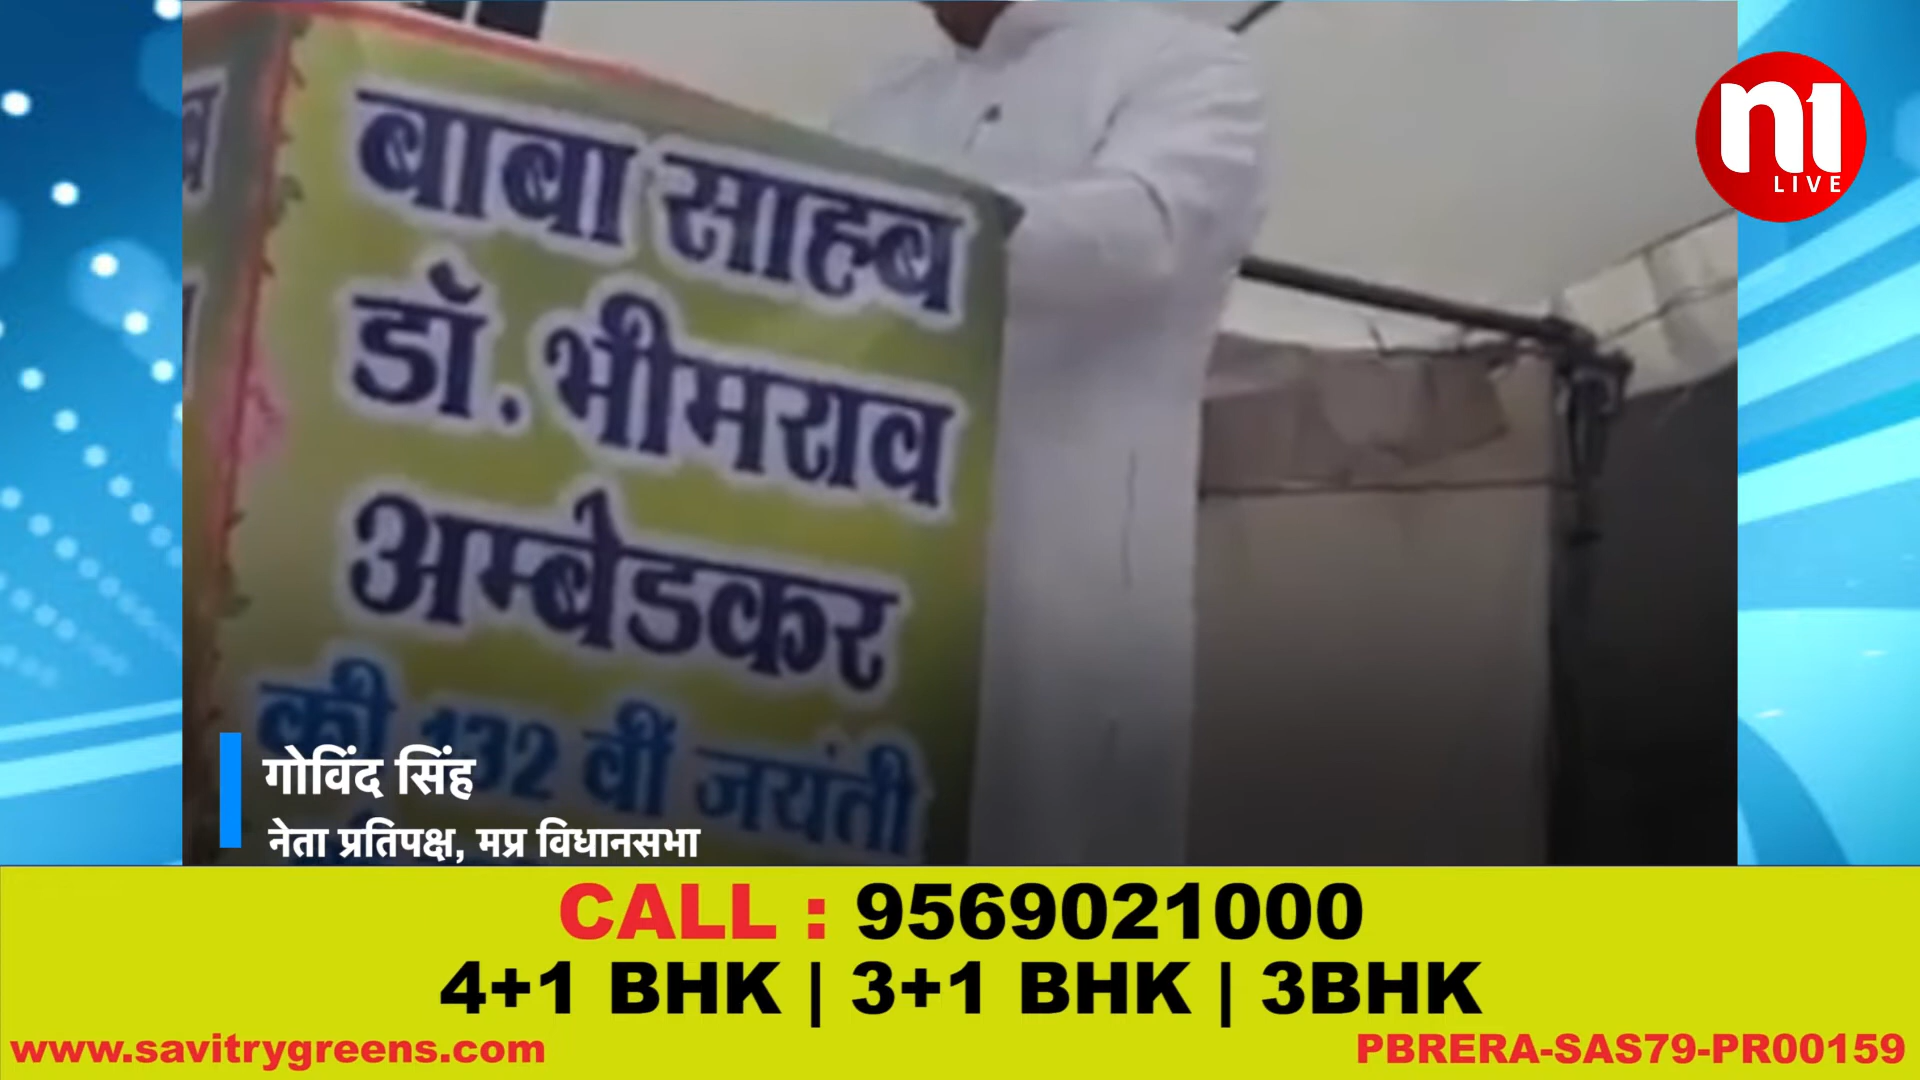 n1
LIVE
बाबा साहब
डॉ. भीमराव
अम्बेडकर
की 132 वीं जयंती
गोविंद सिंह
नेता प्रतिपक्ष, मप्र विधानसभा
CALL : 9569021000
4+1 BHK | 3+1 BHK | 3BHK
www.savitrygreens.com
PBRERA-SAS79-PR00159